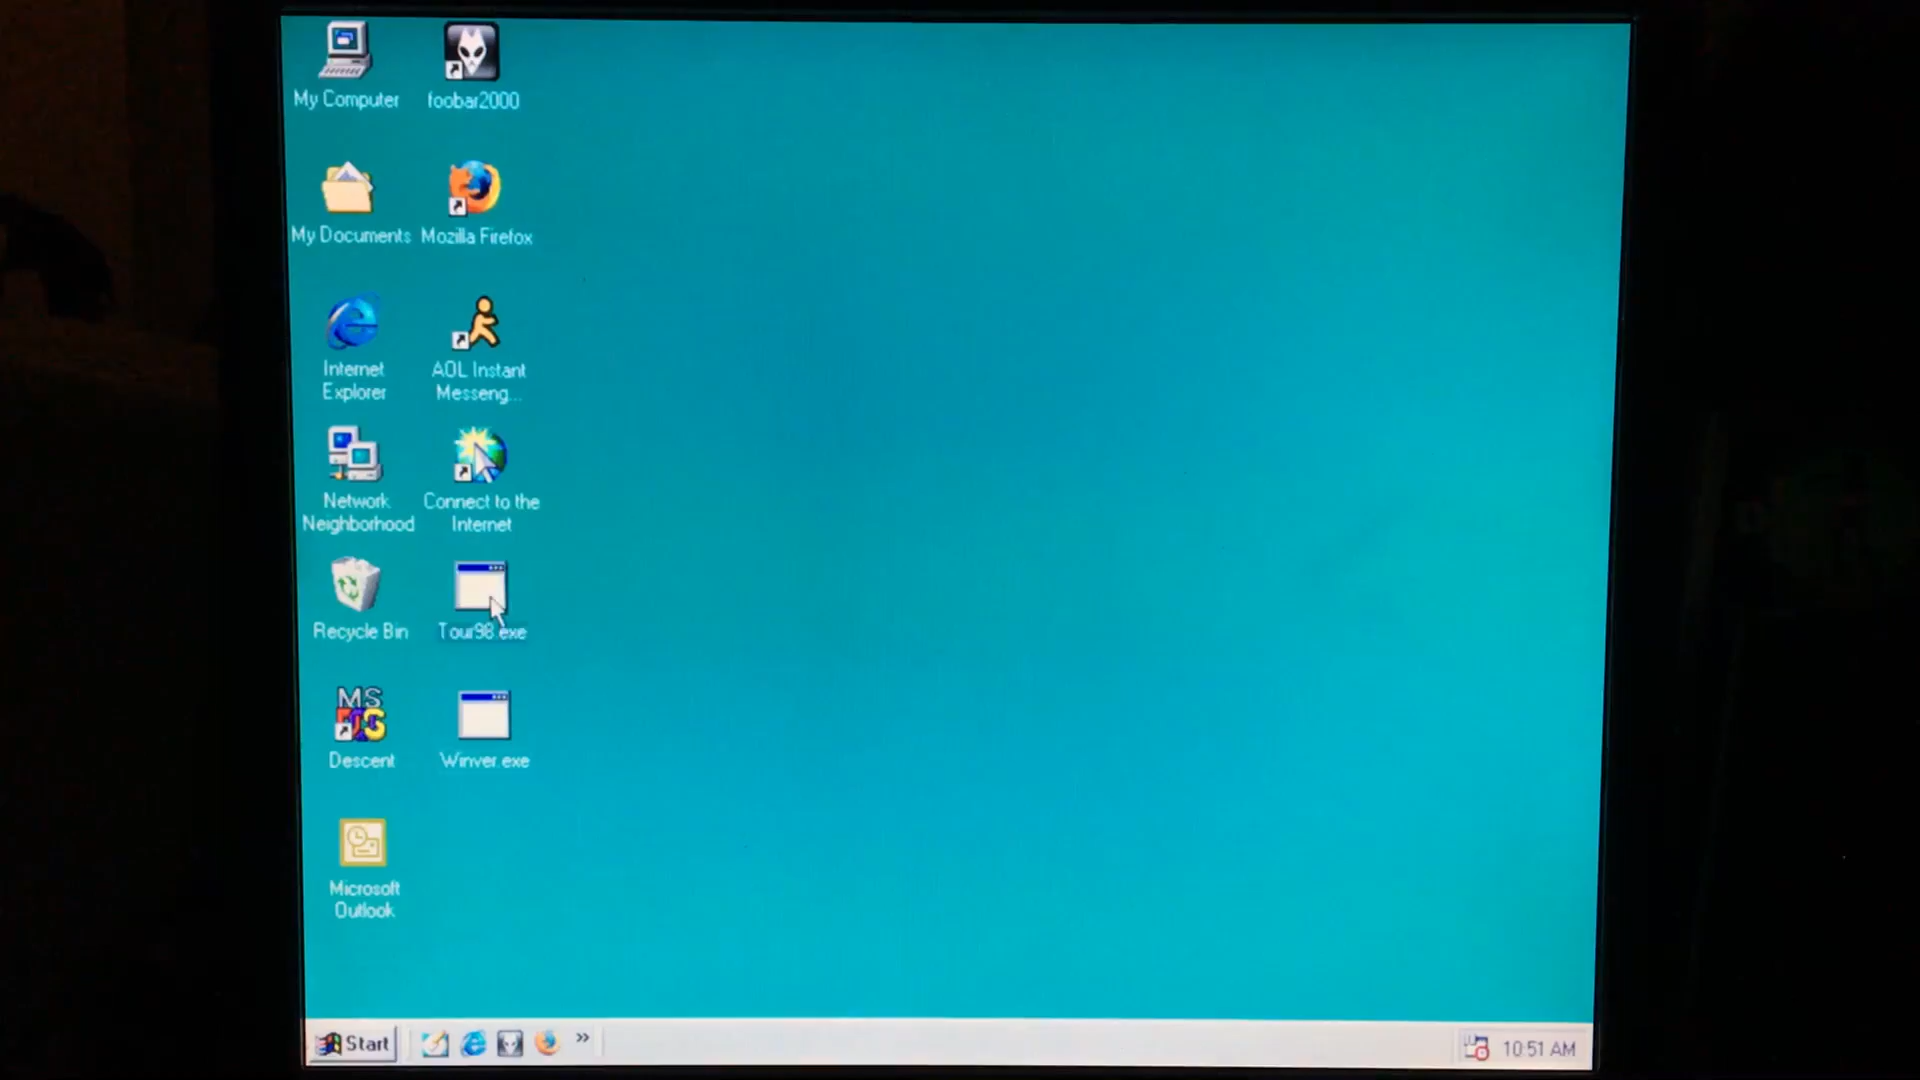 My Computer
foobar2000
My Documents
Mozilla Firefox
Internet
Explorer
AOL Instant
Messeng...
Network
Neighborhood
Connect to the
Internet
Recycle Bin
Tour98.exe
MS
DOS
Descent
Winver.exe
Microsoft
Outlook
Start
»
10:51 AM